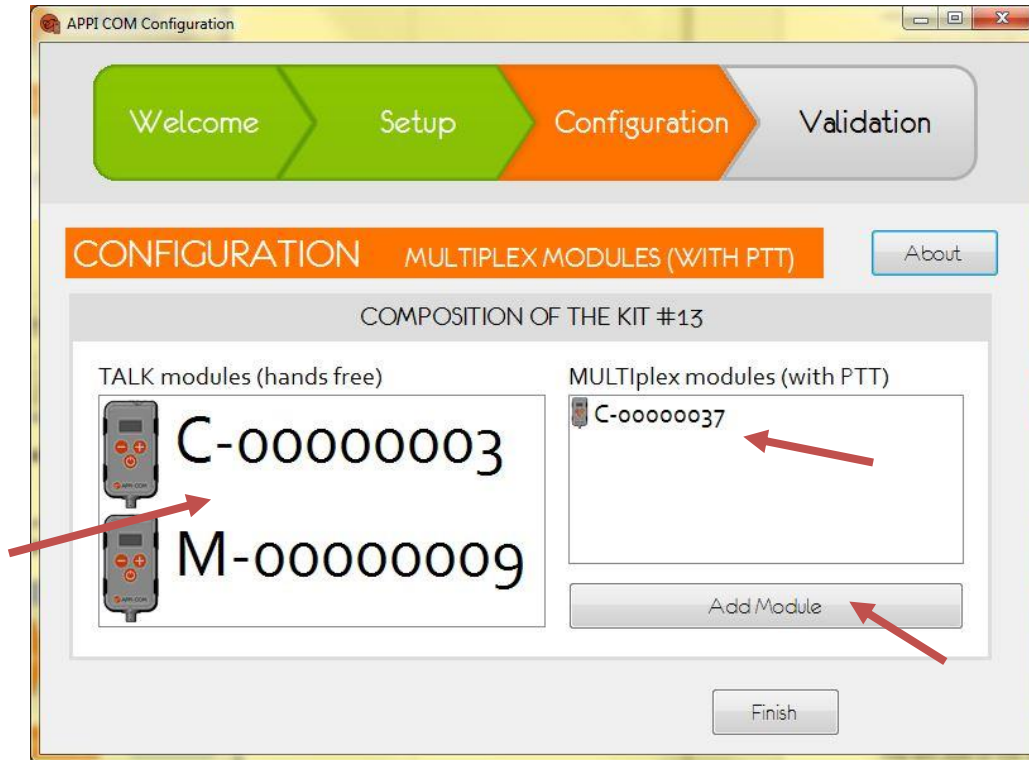 APPI COM Configuration
Welcome Setup Configuration Validation
CONFIGURATION MULTIPLEX MODULES (WITH PTT)
About
COMPOSITION OF THE KIT #13
TALK modules (hands free)
C-00000003
M-00000009
MULTIplex modules (with PTT)
C-00000037
Add Module
Finish